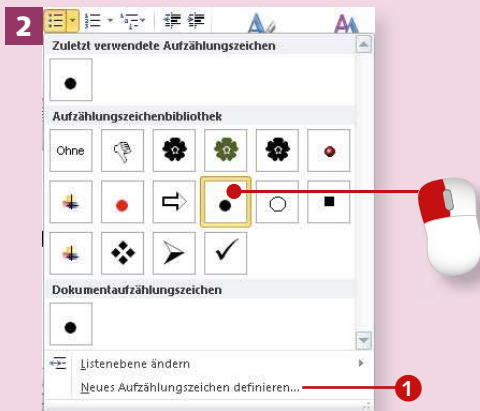 2
Zuletzt verwendete Aufzählungszeichen
Aufzählungszeichenbibliothek
Ohne
Dokumentaufzählungszeichen
Listenebene ändern
Neues Aufzählungszeichen definieren...
1